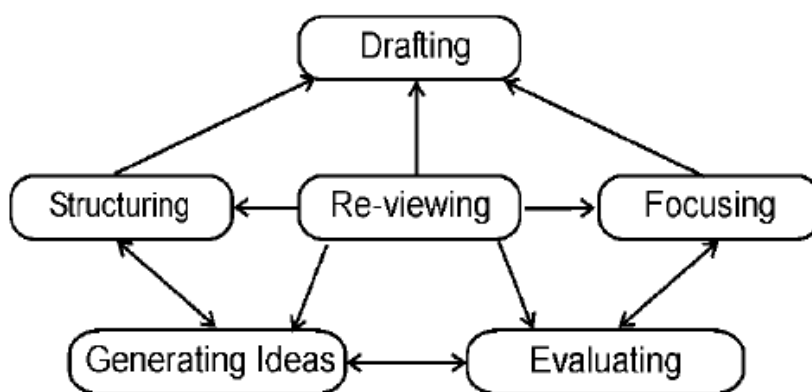 Drafting
Structuring
Re-viewing
Focusing
Generating Ideas
Evaluating